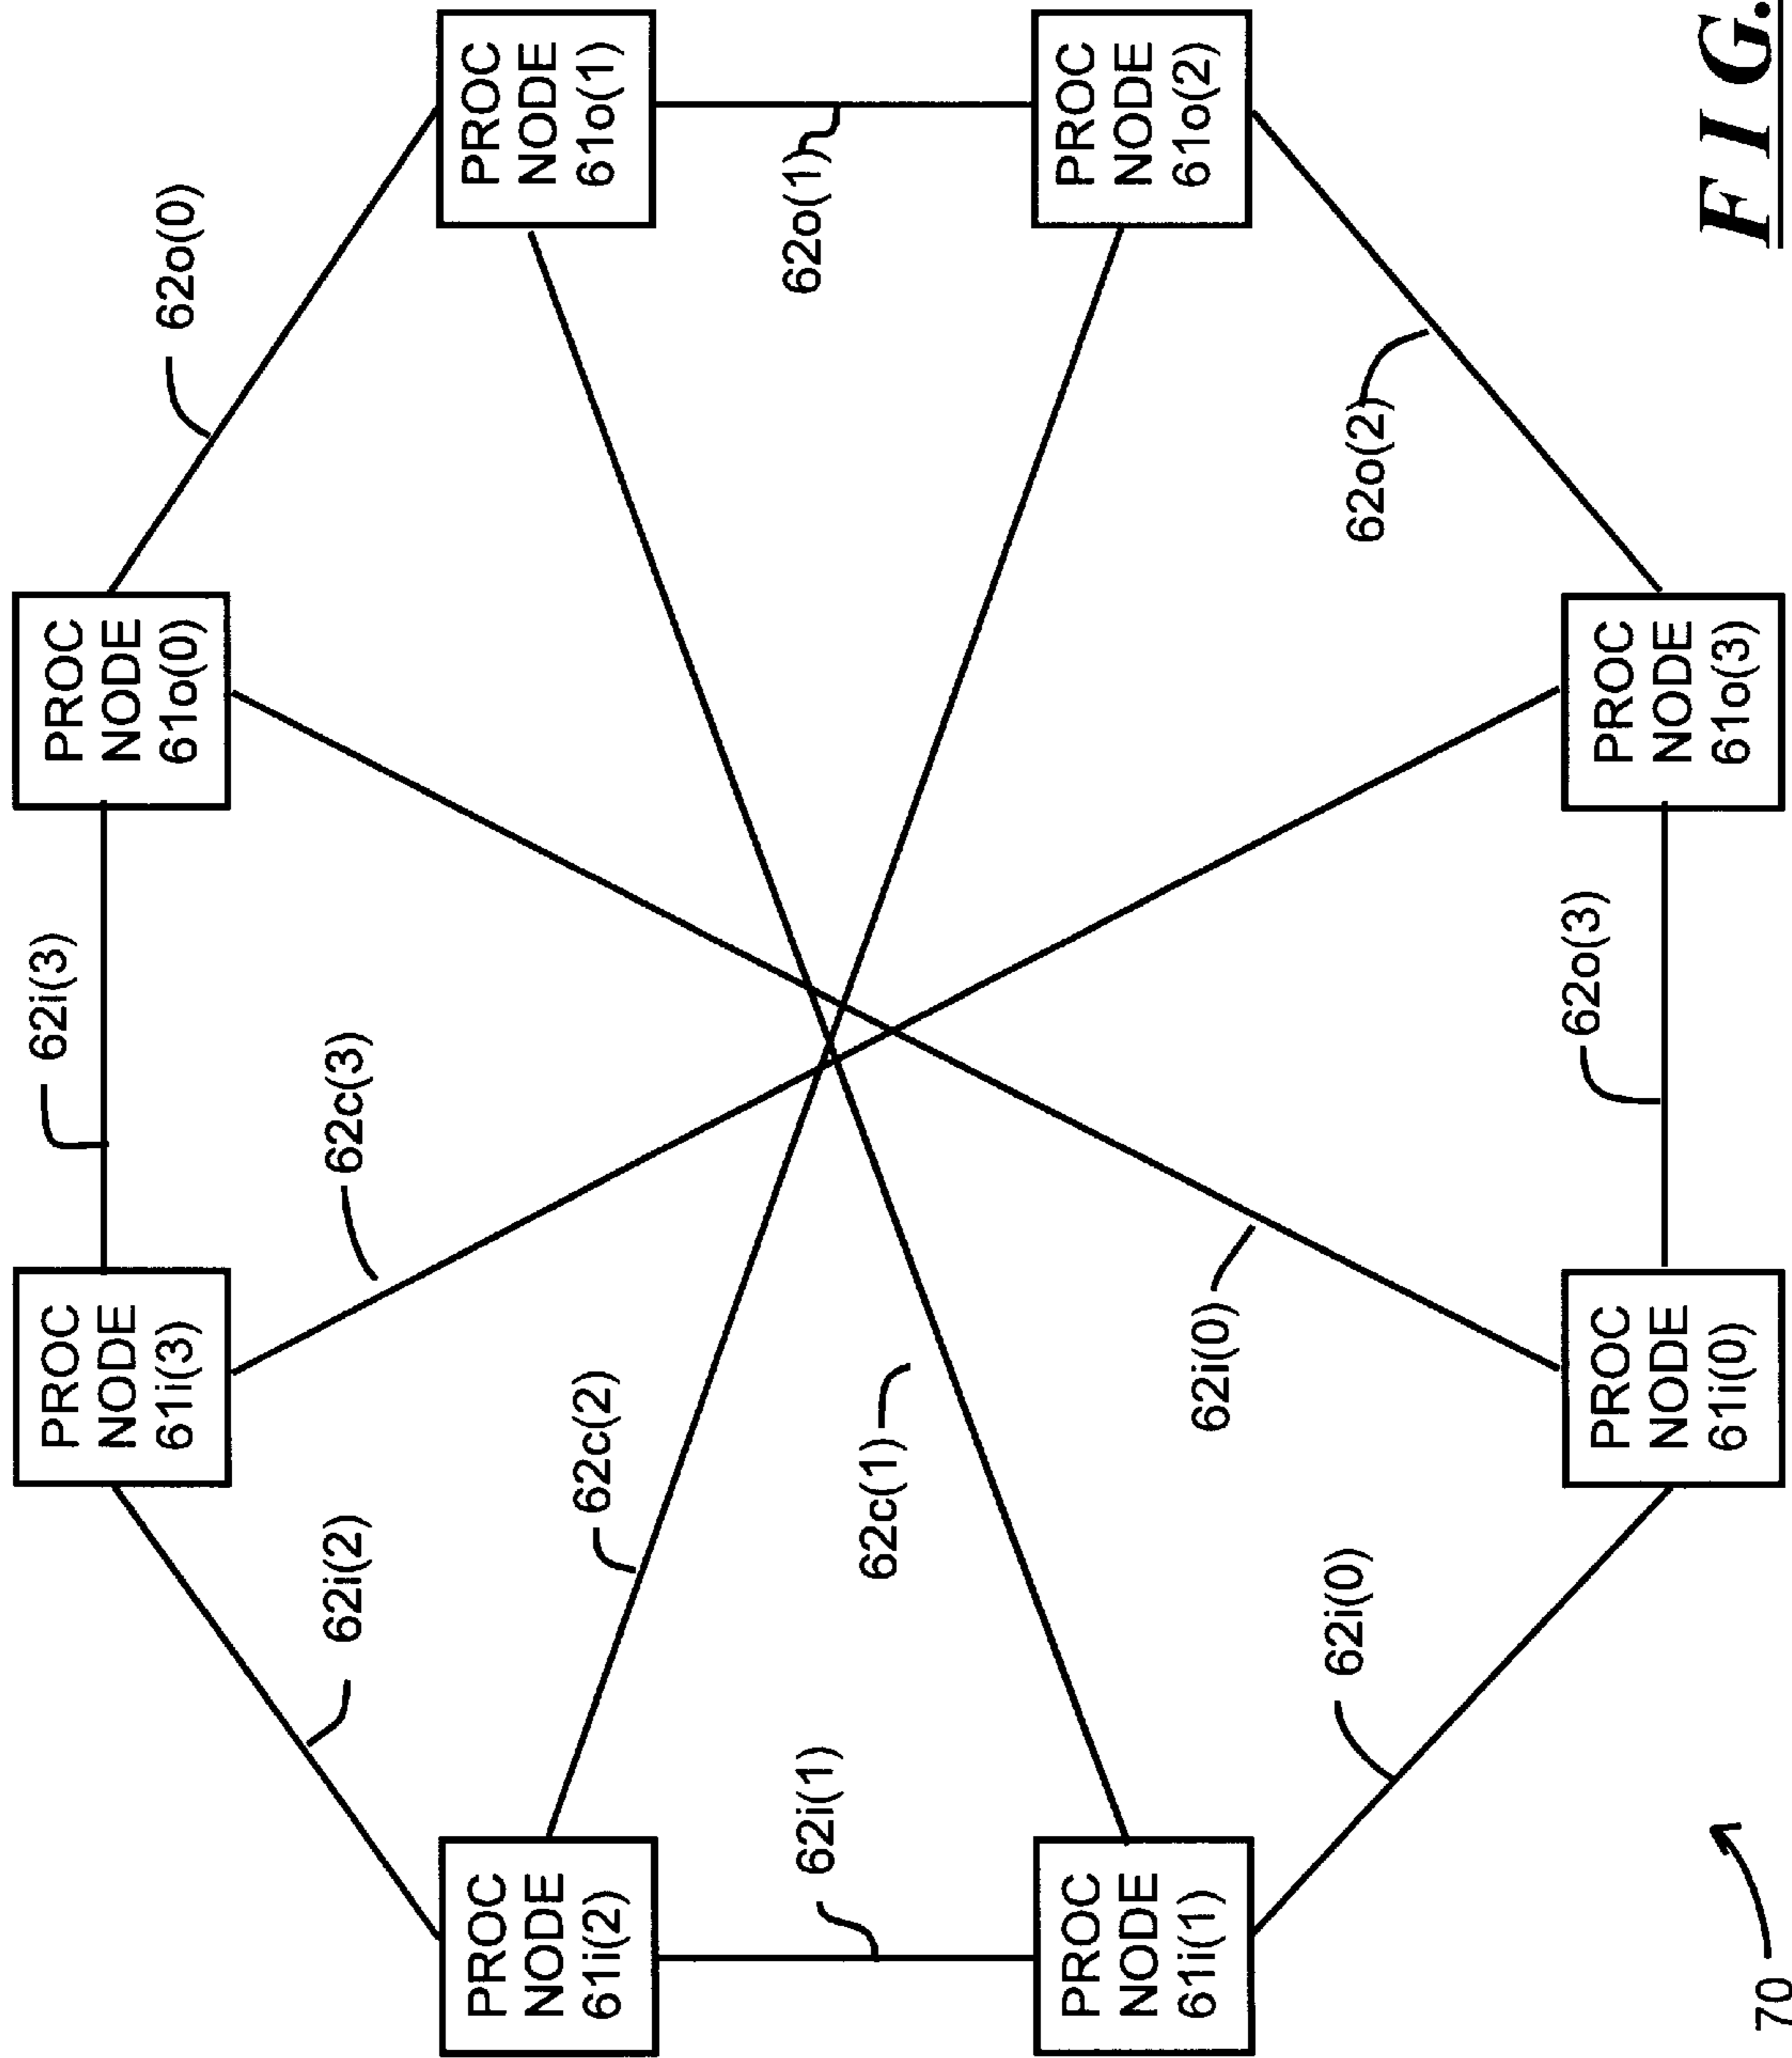 PROC
NODE
61i(3)
62i(3)
PROC
NODE
61o(0)
62o(0)
62i(2)
62c(3)
PROC
NODE
61i(2)
62c(2)
PROC
NODE
61o(1)
62i(1)
62o(1)
62c(1)
PROC
NODE
61i(1)
PROC
NODE
61o(2)
62i(0)
62i(0)
62o(2)
62o(3)
PROC
NODE
61i(0)
PROC
NODE
61o(3)
70
FIG.